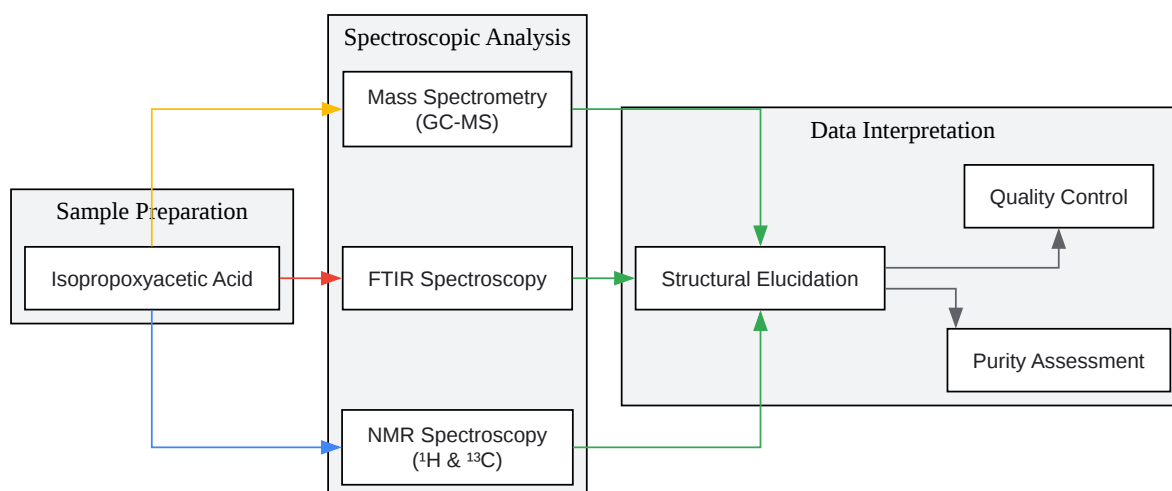 Sample Preparation
Isopropoxyacetic Acid
Spectroscopic Analysis
Mass Spectrometry
(GC-MS)
FTIR Spectroscopy
NMR Spectroscopy
(¹H & ¹³C)
Data Interpretation
Structural Elucidation
Quality Control
Purity Assessment